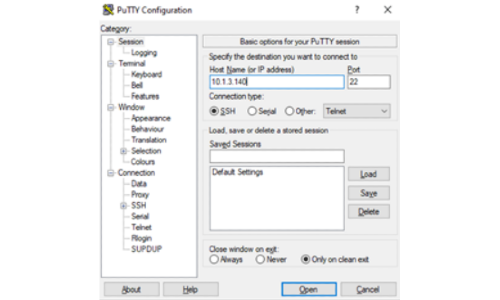 PuTTY Configuration
? ×
Category:
Session
Logging
Terminal
Keyboard
Bell
Features
Window
Appearance
Behaviour
Translation
Selection
Colours
Connection
Data
Proxy
SSH
Serial
Telnet
Rlogin
SUPDUP
Basic options for your PuTTY session
Specify the destination you want to connect to
Host Name (or IP address) Port
10.1.3.140 22
Connection type:
SSH Serial Other: Telnet
Load, save or delete a stored session
Saved Sessions
Default Settings
Load
Save
Delete
Close window on exit:
Always Never Only on clean exit
About Help Open Cancel